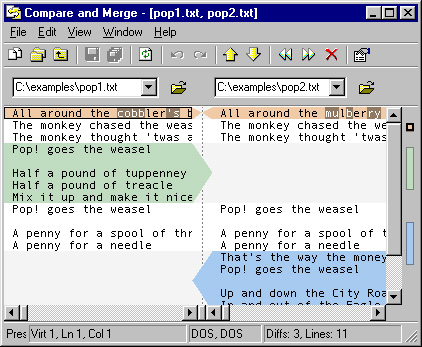 Compare and Merge - [pop1.txt, pop2.txt]
File Edit View Window Help
C:\examples\pop1.txt
C:\examples\pop2.txt
All around the cobbler's b
The monkey chased the weas
The monkey thought 'twas a
Pop! goes the weasel
Half a pound of tuppenney
Half a pound of treacle
Mix it up and make it nice
Pop! goes the weasel
A penny for a spool of thr
A penny for a needle
All around the mulberry
The monkey chased the we
The monkey thought 'twas
Pop! goes the weasel
A penny for a spool of t
A penny for a needle
That's the way the money
Pop! goes the weasel
Up and down the City Roa
In and out of the Eagle
Pres
Virt 1, Ln 1, Col 1
DOS, DOS
Diffs: 3, Lines: 11